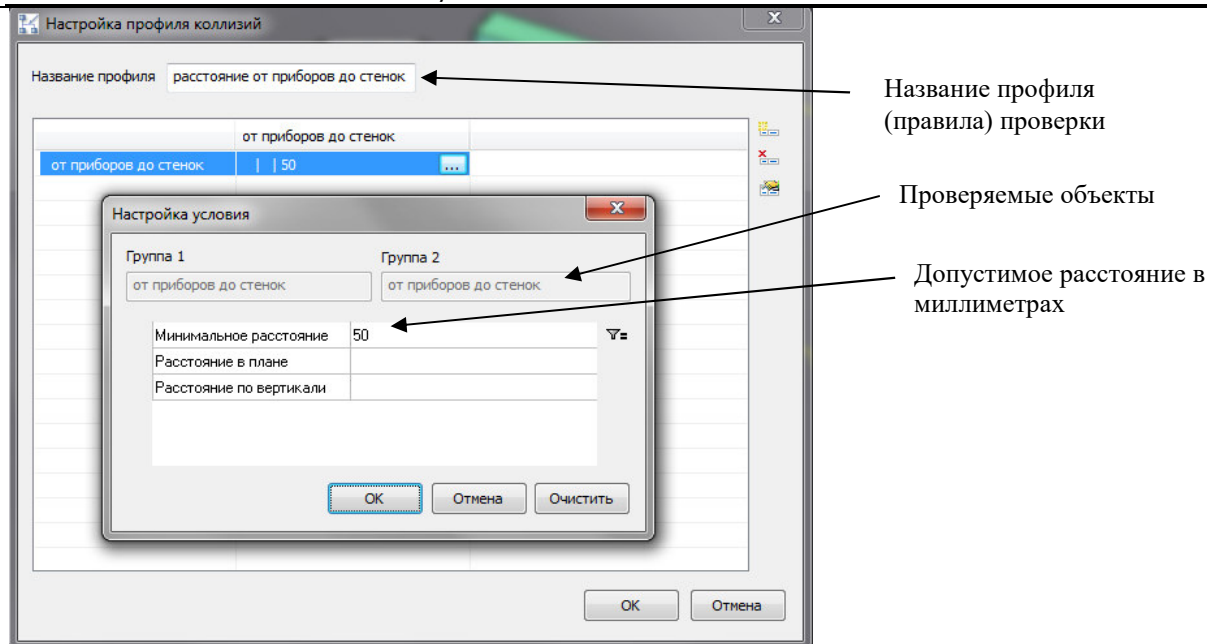 Настройка профиля коллизий
Название профиля расстояние от приборов до стенок
Название профиля
(правила) проверки
от приборов до стенок
от приборов до стенок | | 50 ...
Проверяемые объекты
Настройка условия
Группа 1 Группа 2
от приборов до стенок от приборов до стенок
Допустимое расстояние в
миллиметрах
Минимальное расстояние 50
Расстояние в плане
Расстояние по вертикали
ОК Отмена Очистить
ОК Отмена